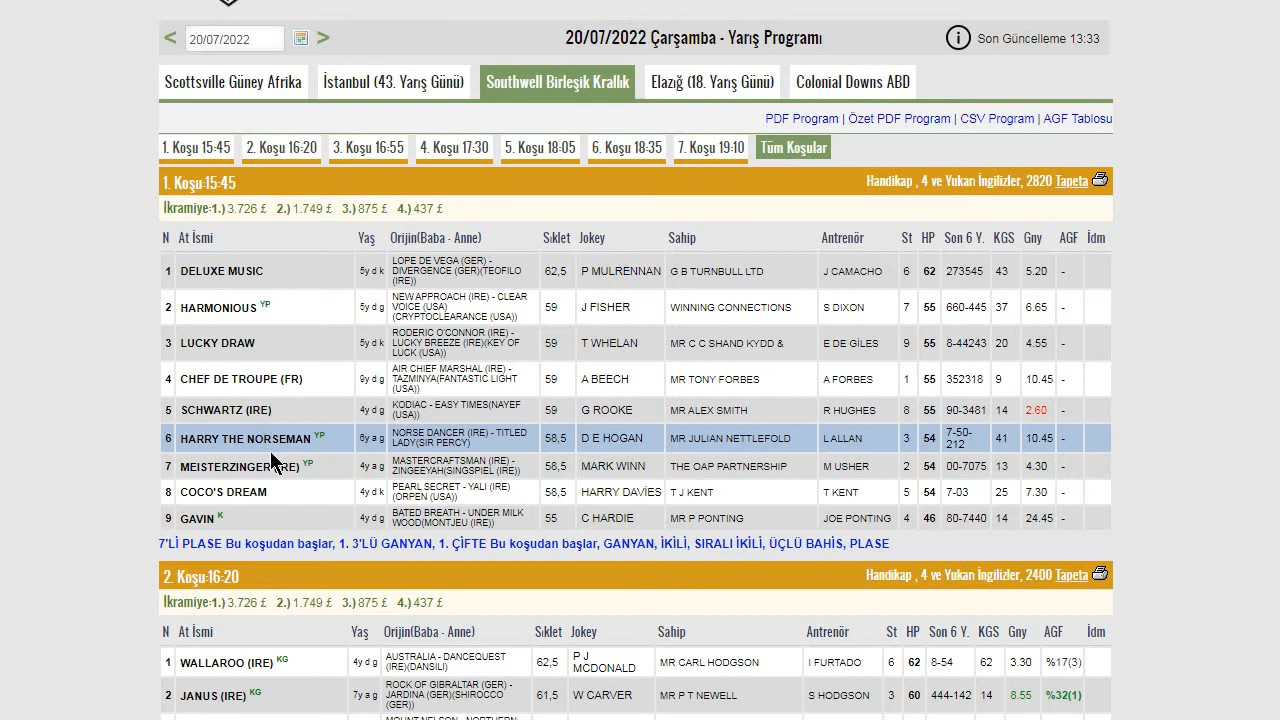 20/07/2022
20/07/2022 Çarşamba - Yarış Programı
Son Güncelleme 13:33
Scottsville Güney Afrika İstanbul (43. Yarış Günü) Southwell Birleşik Krallık Elazığ (18. Yarış Günü) Colonial Downs ABD
PDF Program | Özet PDF Program | CSV Program | AGF Tablosu
1. Koşu 15:45 2. Koşu 16:20 3. Koşu 16:55 4. Koşu 17:30 5. Koşu 18:05 6. Koşu 18:35 7. Koşu 19:10 Tüm Koşular
1. Koşu:15:45 Handikap , 4 ve Yukarı İngilizler, 2820 Tapeta
İkramiye:1.) 3.726 £ 2.) 1.749 £ 3.) 875 £ 4.) 437 £
N At İsmi Yaş Orijin(Baba - Anne) Sıklet Jokey Sahip Antrenör St HP Son 6 Y. KGS Gny AGF İdm
1 DELUXE MUSIC 5y d k LOPE DE VEGA (GER) - DIVERGENCE (GER)(TEOFILO (IRE)) 62,5 P MULRENNAN G B TURNBULL LTD J CAMACHO 6 62 273545 43 5.20 -
2 HARMONIOUS YP 5y d g NEW APPROACH (IRE) - CLEAR VOICE (USA) (CRYPTOCLEARANCE (USA)) 59 J FISHER WINNING CONNECTIONS S DIXON 7 55 660-445 37 6.65 -
3 LUCKY DRAW 5y d k RODERIC O'CONNOR (IRE) - LUCKY BREEZE (IRE)(KEY OF LUCK (USA)) 59 T WHELAN MR C C SHAND KYDD & E DE GILES 9 55 8-44243 20 4.55 -
4 CHEF DE TROUPE (FR) 9y d g AIR CHIEF MARSHAL (IRE) - TAZMINYA(FANTASTIC LIGHT (USA)) 59 A BEECH MR TONY FORBES A FORBES 1 55 352318 9 10.45 -
5 SCHWARTZ (IRE) 4y d g KODIAC - EASY TIMES(NAYEF (USA)) 59 G ROOKE MR ALEX SMITH R HUGHES 8 55 90-3481 14 2.60 -
6 HARRY THE NORSEMAN YP 6y a g NORSE DANCER (IRE) - TITLED LADY(SIR PERCY) 58,5 D E HOGAN MR JULIAN NETTLEFOLD L ALLAN 3 54 7-50-212 41 10.45 -
7 MEISTERZINGER (IRE) YP 4y a g MASTERCRAFTSMAN (IRE) - ZINGEEYAH(SINGSPIEL (IRE)) 58,5 MARK WINN THE OAP PARTNERSHIP M USHER 2 54 00-7075 13 4.30 -
8 COCO'S DREAM 4y d k PEARL SECRET - YALI (IRE) (ORPEN (USA)) 58,5 HARRY DAVİES T J KENT T KENT 5 54 7-03 25 7.30 -
9 GAVIN K 4y d g BATED BREATH - UNDER MILK WOOD(MONTJEU (IRE)) 55 C HARDIE MR P PONTING JOE PONTING 4 46 80-7440 14 24.45 -
7'Lİ PLASE Bu koşudan başlar, 1. 3'LÜ GANYAN, 1. ÇİFTE Bu koşudan başlar, GANYAN, İKİLİ, SIRALI İKİLİ, ÜÇLÜ BAHİS, PLASE
2. Koşu:16:20 Handikap , 4 ve Yukarı İngilizler, 2400 Tapeta
İkramiye:1.) 3.726 £ 2.) 1.749 £ 3.) 875 £ 4.) 437 £
N At İsmi Yaş Orijin(Baba - Anne) Sıklet Jokey Sahip Antrenör St HP Son 6 Y. KGS Gny AGF İdm
1 WALLAROO (IRE) KG 4y d g AUSTRALIA - DANCEQUEST (IRE)(DANSILI) 62,5 P J MCDONALD MR CARL HODGSON I FURTADO 6 62 8-54 62 3.30 %17(3)
2 JANUS (IRE) KG 7y a g ROCK OF GIBRALTAR (GER) - JARDINA (GER)(SHIROCCO (GER) 61,5 W CARVER MR P T NEWELL S HODGSON 3 60 444-142 14 8.55 %32(1)